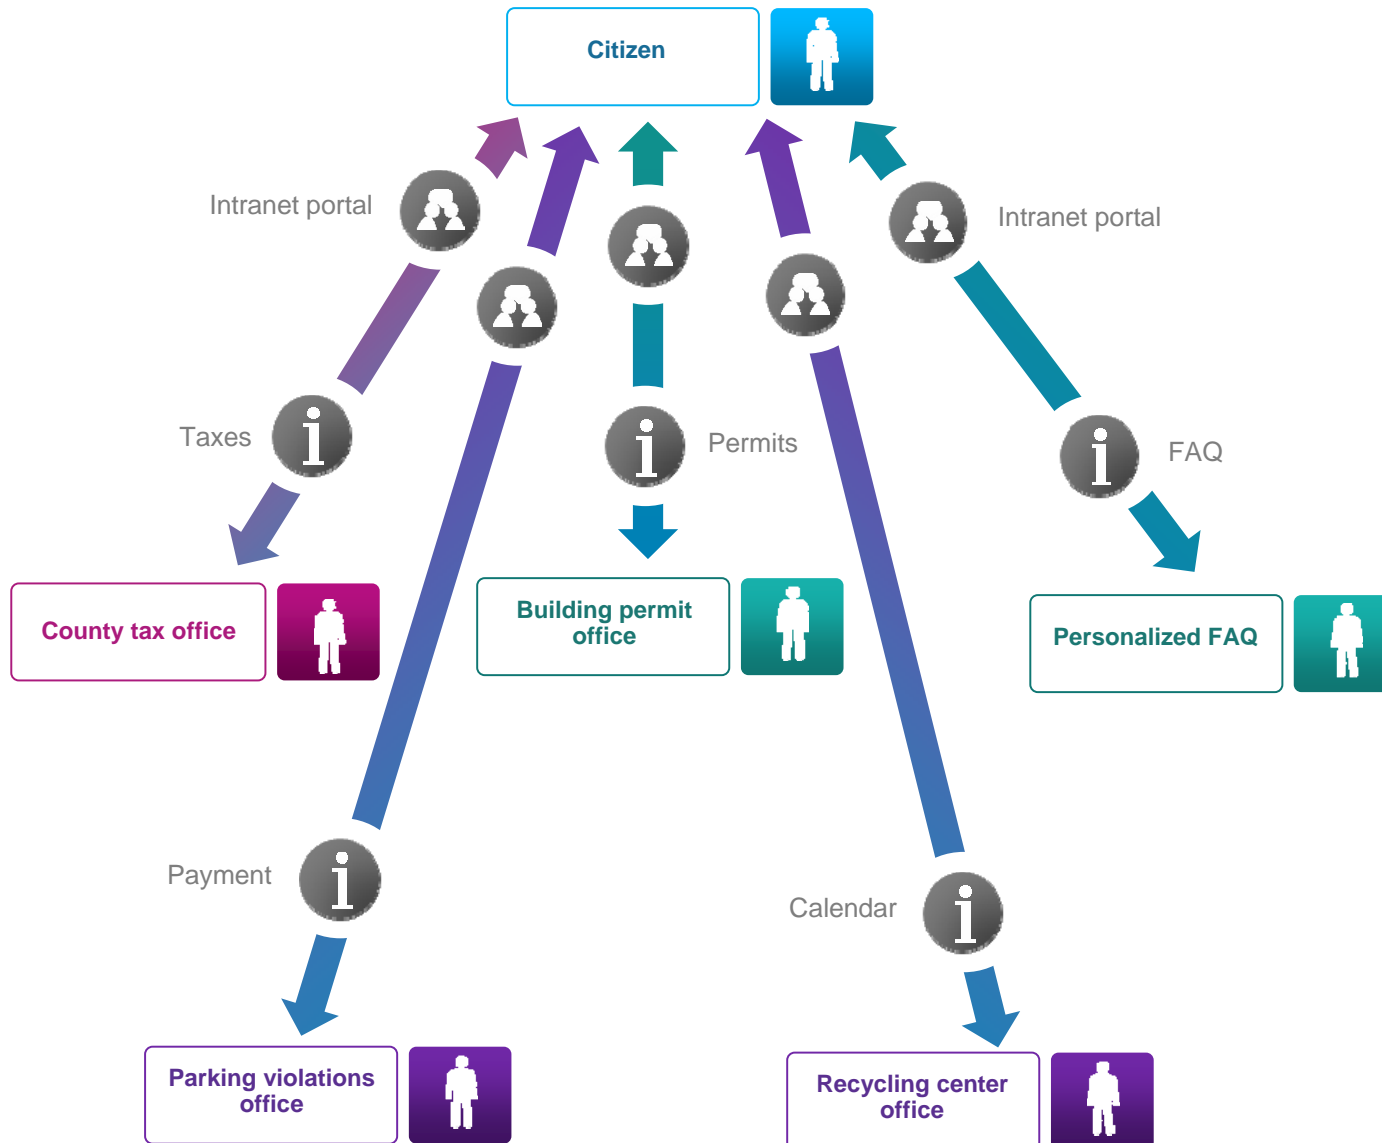 Citizen
Intranet portal
Intranet portal
Taxes
Permits
FAQ
County tax office
Building permit
office
Personalized FAQ
Payment
Calendar
Parking violations
office
Recycling center
office